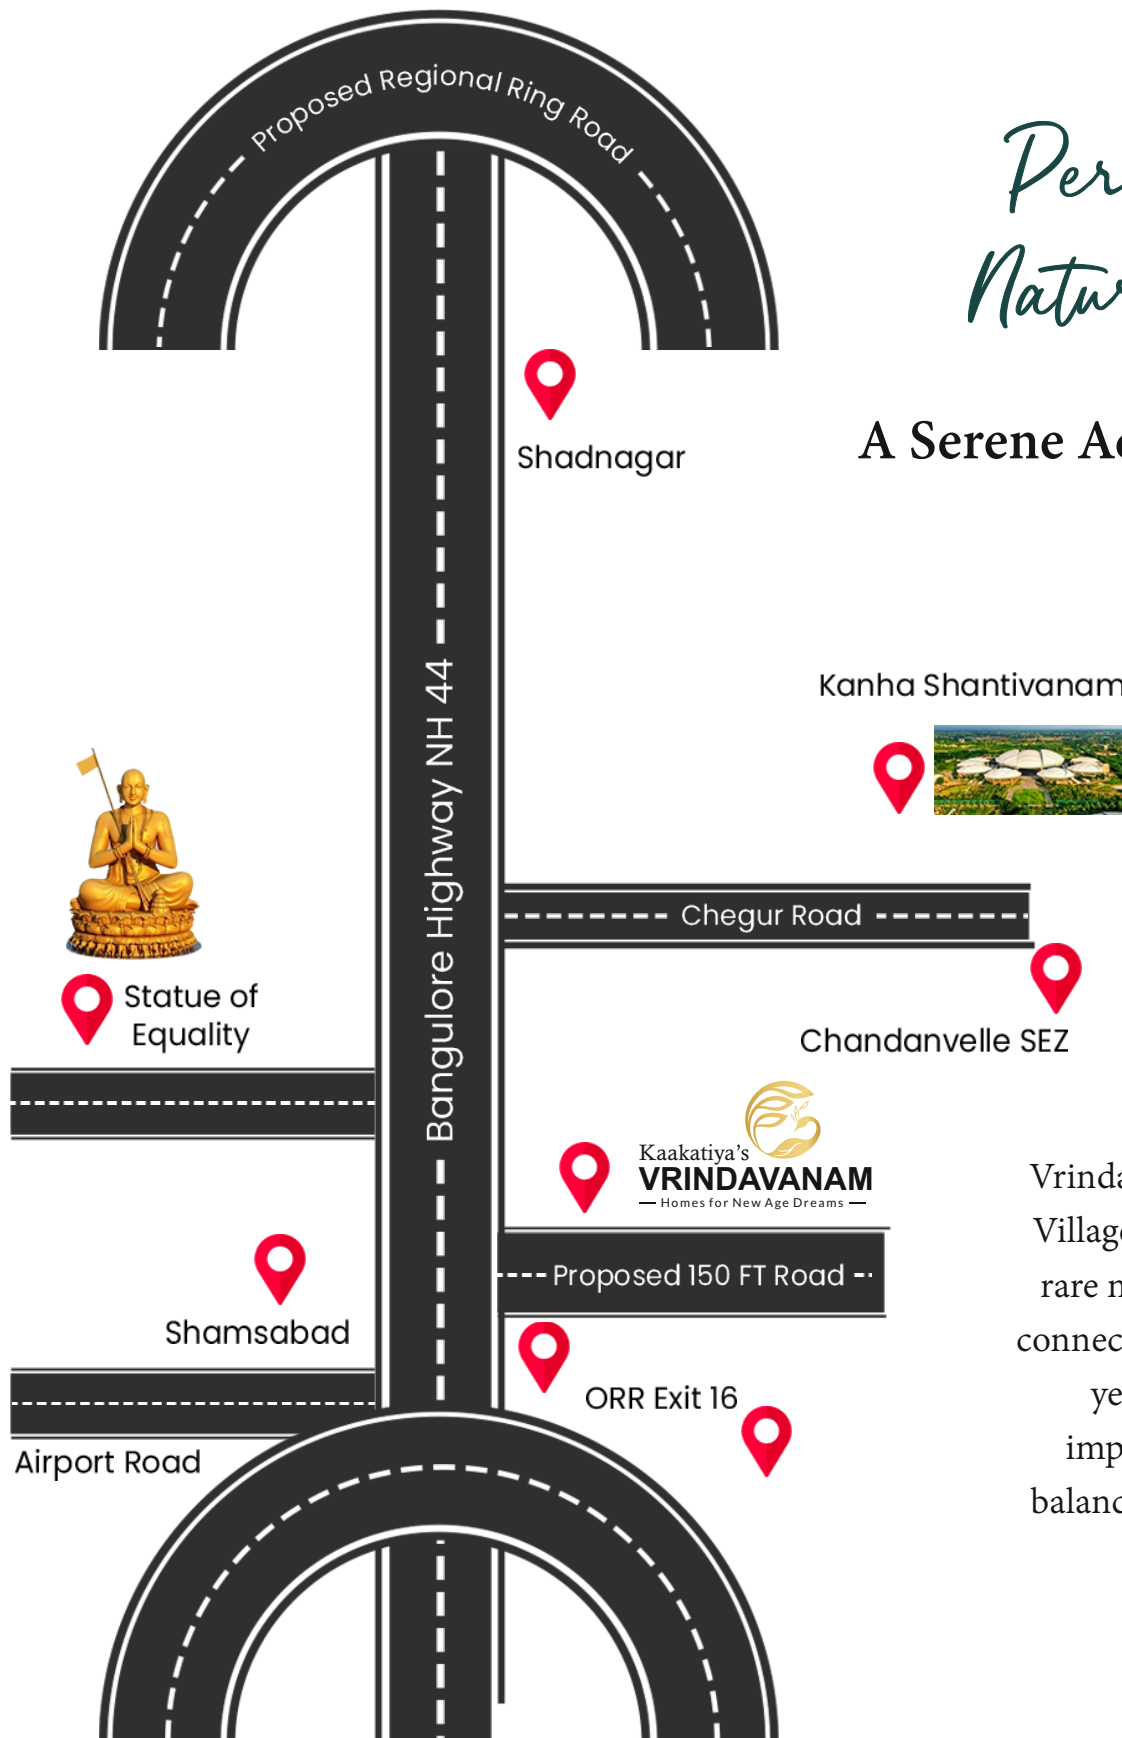 Proposed Regional Ring Road
Shadnagar
A Serene
Kanha Shantivanam
Bangulore Highway NH 44
Chegur Road
Statue of
Equality
Chandanvelle SEZ
Kaakatiya's
VRINDAVANAM
Homes for New Age Dreams
Proposed 150 FT Road
rare
Shamsabad
ORR Exit 16
Airport Road